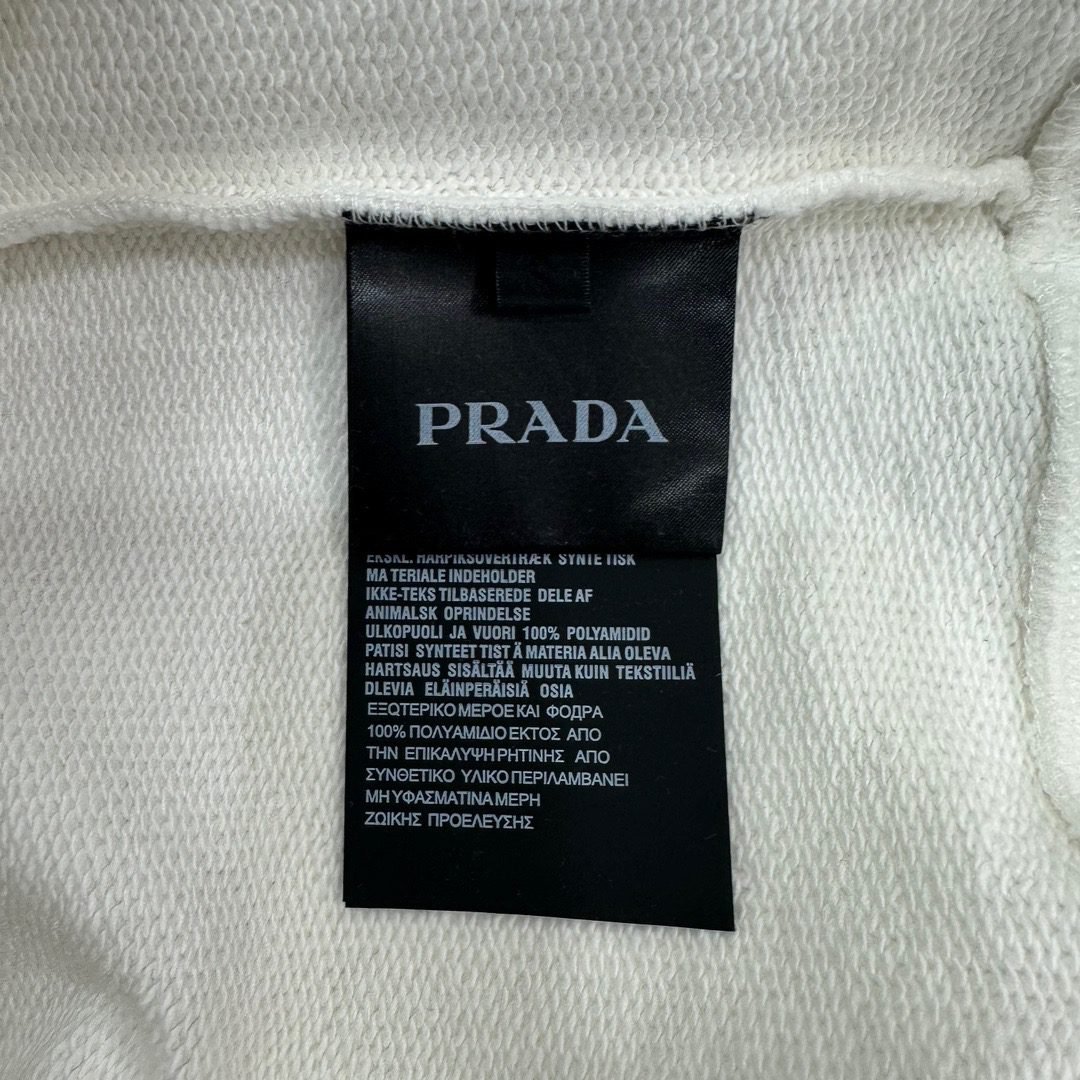 PRADA
EKSKL. HARPIKSOVERTRÆK SYNTE TISK
MA TERIALE INDEHOLDER
IKKE-TEKS TILBASEREDE DELE AF
ANIMALSK OPRINDELSE
ULKOPUOLI JA VUORI 100% POLYAMIDID
PATISI SYNTEET TIST Ä MATERIA ALIA OLEVA
HARTSAUS SISÄLTÄÄ MUUTA KUIN TEKSTIILIÄ
DLEVIA ELÄINPERÄISIÄ OSIA
ΕΞΩΤΕΡΙΚΟ ΜΕΡΟΕ ΚΑΙ ΦΟΔΡΑ
100% ΠΟΛΥΑΜΙΔΙΟ ΕΚΤΟΣ ΑΠΟ
ΤΗΝ ΕΠΙΚΑΛΥΨΗ ΡΗΤΙΝΗΣ ΑΠΟ
ΣΥΝΘΕΤΙΚΟ ΥΛΙΚΟ ΠΕΡΙΛΑΜΒΑΝΕΙ
ΜΗ ΥΦΑΣΜΑΤΙΝΑ ΜΕΡΗ
ΖΩΙΚΗΣ ΠΡΟΕΛΕΥΣΗΣ